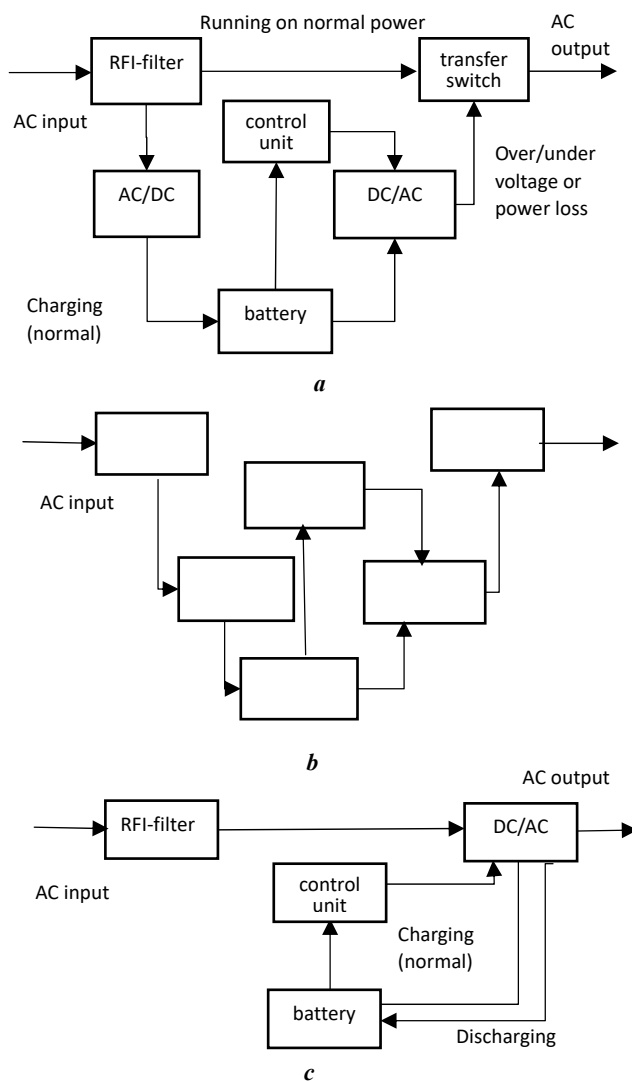 Running on normal power
AC
output
RFI-filter
transfer
switch
AC input
control
unit
AC/DC
DC/AC
Over/under
voltage or
power loss
Charging
(normal)
battery
a
AC input
b
AC output
RFI-filter
DC/AC
AC input
control
unit
Charging
(normal)
battery
Discharging
c